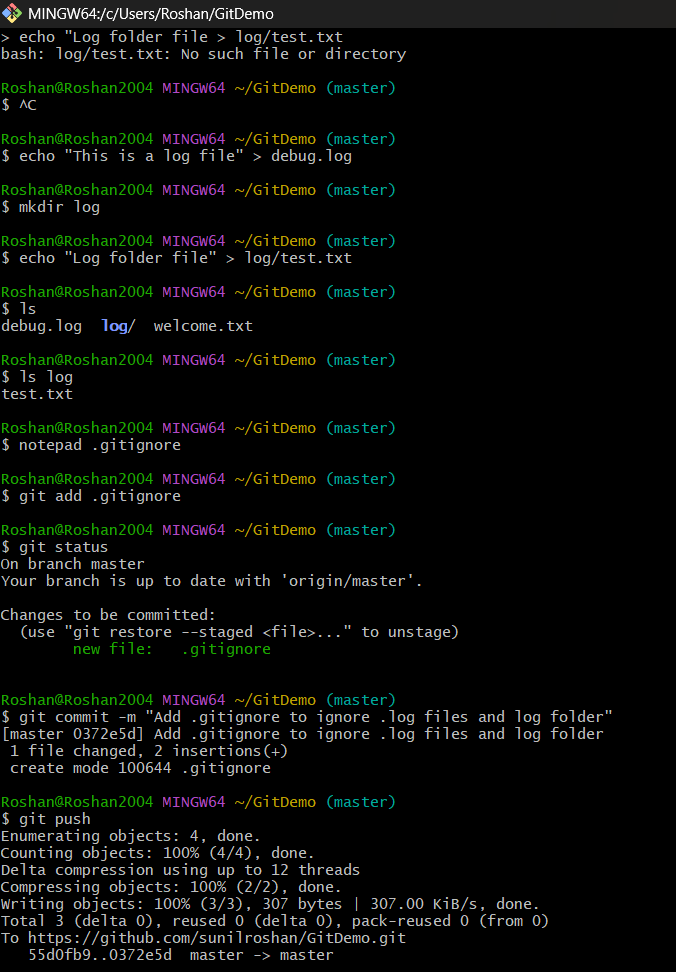 MINGW64:/c/Users/Roshan/GitDemo
> echo "Log folder file > log/test.txt
bash: log/test.txt: No such file or directory
Roshan@Roshan2004 MINGW64 ~/GitDemo (master)
$ ^C
Roshan@Roshan2004 MINGW64 ~/GitDemo (master)
$ echo "This is a log file" > debug.log
Roshan@Roshan2004 MINGW64 ~/GitDemo (master)
$ mkdir log
Roshan@Roshan2004 MINGW64 ~/GitDemo (master)
$ echo "Log folder file" > log/test.txt
Roshan@Roshan2004 MINGW64 ~/GitDemo (master)
$ ls
debug.log  log/  welcome.txt
Roshan@Roshan2004 MINGW64 ~/GitDemo (master)
$ ls log
test.txt
Roshan@Roshan2004 MINGW64 ~/GitDemo (master)
$ notepad .gitignore
Roshan@Roshan2004 MINGW64 ~/GitDemo (master)
$ git add .gitignore
Roshan@Roshan2004 MINGW64 ~/GitDemo (master)
$ git status
On branch master
Your branch is up to date with 'origin/master'.
Changes to be committed:
  (use "git restore --staged <file>..." to unstage)
        new file:   .gitignore
Roshan@Roshan2004 MINGW64 ~/GitDemo (master)
$ git commit -m "Add .gitignore to ignore .log files and log folder"
[master 0372e5d] Add .gitignore to ignore .log files and log folder
 1 file changed, 2 insertions(+)
 create mode 100644 .gitignore
Roshan@Roshan2004 MINGW64 ~/GitDemo (master)
$ git push
Enumerating objects: 4, done.
Counting objects: 100% (4/4), done.
Delta compression using up to 12 threads
Compressing objects: 100% (2/2), done.
Writing objects: 100% (3/3), 307 bytes | 307.00 KiB/s, done.
Total 3 (delta 0), reused 0 (delta 0), pack-reused 0 (from 0)
To https://github.com/sunilroshan/GitDemo.git
   55d0fb9..0372e5d  master -> master